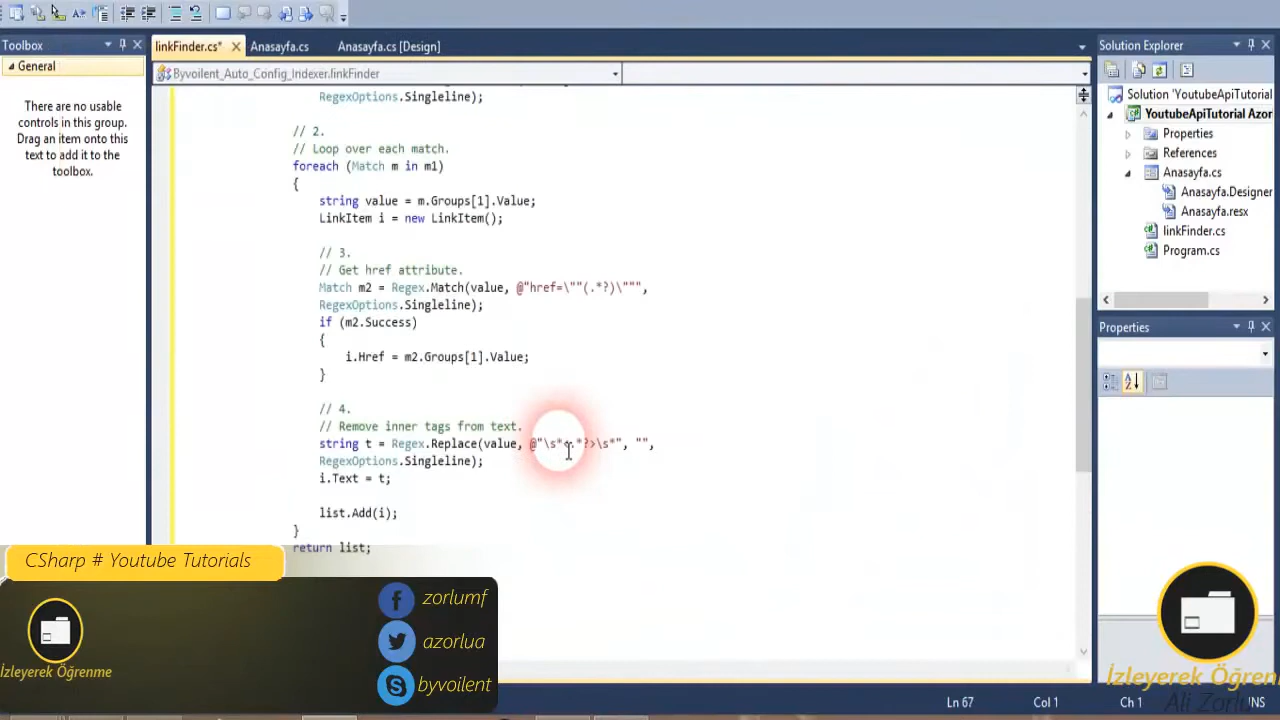 Toolbox
General
There are no usable
controls in this group.
Drag an item onto this
text to add it to the
toolbox.
linkFinder.cs* Anasayfa.cs Anasayfa.cs [Design]
Byvoilent_Auto_Config_Indexer.linkFinder
RegexOptions.Singleline);
// 2.
// Loop over each match.
foreach (Match m in m1)
{
string value = m.Groups[1].Value;
LinkItem i = new LinkItem();
// 3.
// Get href attribute.
Match m2 = Regex.Match(value, @"href=\""(.*?)\""",
RegexOptions.Singleline);
if (m2.Success)
{
i.Href = m2.Groups[1].Value;
}
// 4.
// Remove inner tags from text.
string t = Regex.Replace(value, @"\s*<.*?>\s*", "",
RegexOptions.Singleline);
i.Text = t;
list.Add(i);
}
return list;
Solution Explorer
Solution 'YoutubeApiTutorial
YoutubeApiTutorial Azor
Properties
References
Anasayfa.cs
Anasayfa.Designer
Anasayfa.resx
linkFinder.cs
Program.cs
Properties
CSharp # Youtube Tutorials
İzleyerek Öğrenme
zorlumf
azorlua
byvoilent
İzleyerek Öğren
Ali Zorlu
Ln 67 Col 1 Ch 1 INS